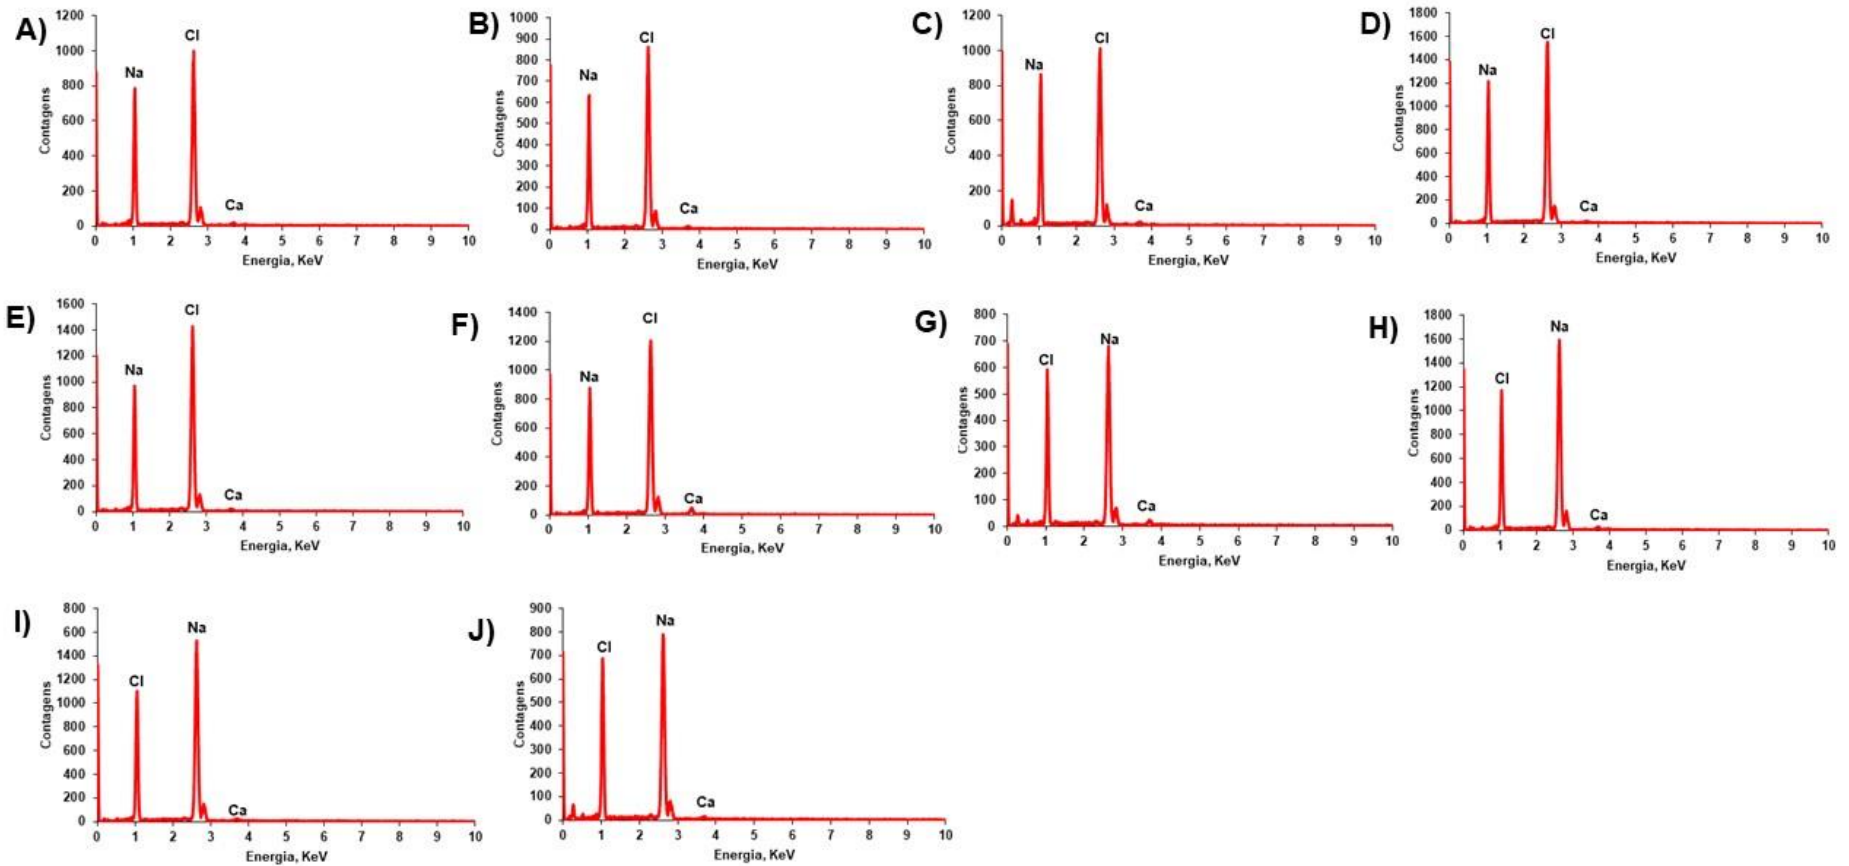 A)
1200
1000
800
600
400
200
0
Contagens
Na
Cl
Ca
0 1 2 3 4 5 6 7 8 9 10
Energia, KeV
B)
1000
900
800
700
600
500
400
300
200
100
0
Contagens
Na
Cl
Ca
0 1 2 3 4 5 6 7 8 9 10
Energia, KeV
C)
1200
1000
800
600
400
200
0
Contagens
Na
Cl
Ca
0 1 2 3 4 5 6 7 8 9 10
Energia, KeV
D)
1800
1600
1400
1200
1000
800
600
400
200
0
Contagens
Na
Cl
Ca
0 1 2 3 4 5 6 7 8 9 10
Energia, KeV
E)
1600
1400
1200
1000
800
600
400
200
0
Contagens
Na
Cl
Ca
0 1 2 3 4 5 6 7 8 9 10
Energia, KeV
F)
1400
1200
1000
800
600
400
200
0
Contagens
Na
Cl
Ca
0 1 2 3 4 5 6 7 8 9 10
Energia, KeV
G)
800
700
600
500
400
300
200
100
0
Contagens
Cl
Na
Ca
0 1 2 3 4 5 6 7 8 9 10
Energia, KeV
H)
1800
1600
1400
1200
1000
800
600
400
200
0
Contagens
Cl
Na
Ca
0 1 2 3 4 5 6 7 8 9 10
Energia, KeV
I)
800
600
1400
1200
1000
800
600
400
200
0
Contagens
Cl
Na
Ca
0 1 2 3 4 5 6 7 8 9 10
Energia, KeV
J)
900
800
700
600
500
400
300
200
100
0
Contagens
Cl
Na
Ca
0 1 2 3 4 5 6 7 8 9 10
Energia, KeV